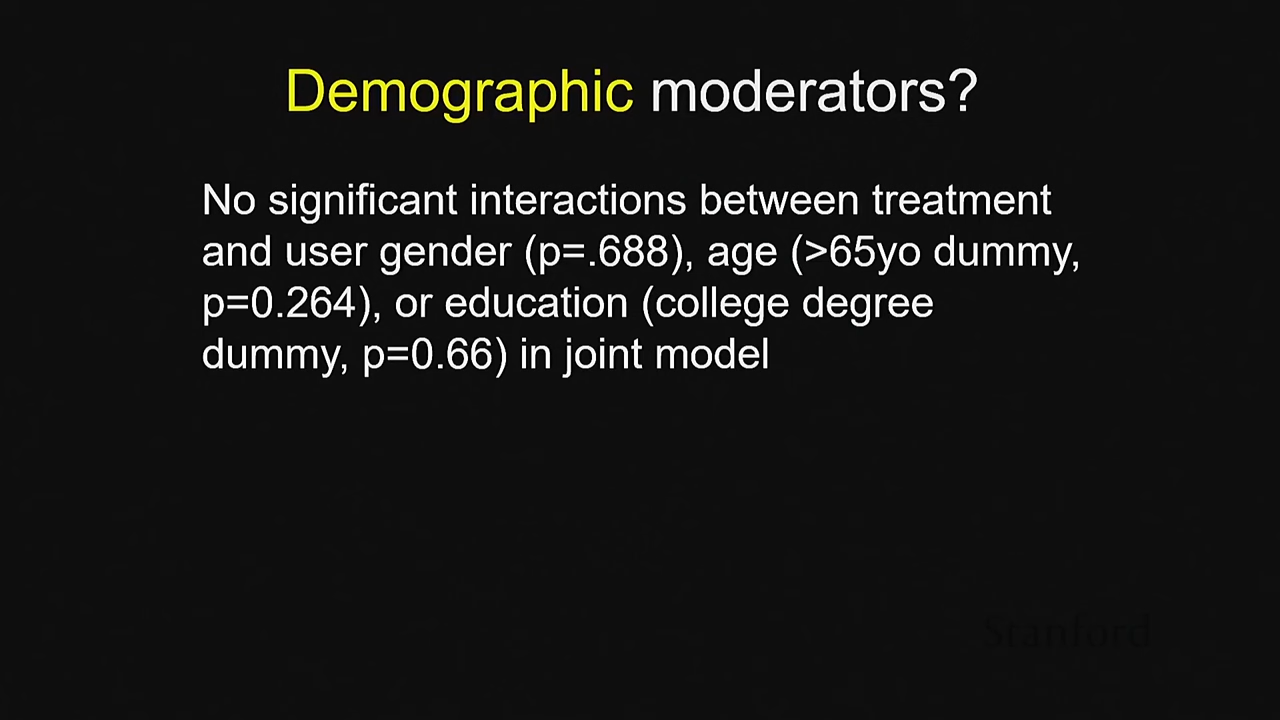 Demographic moderators?
No significant interactions between treatment
and user gender (p=.688), age (>65yo dummy,
p=0.264), or education (college degree
dummy, p=0.66) in joint model
Stanford